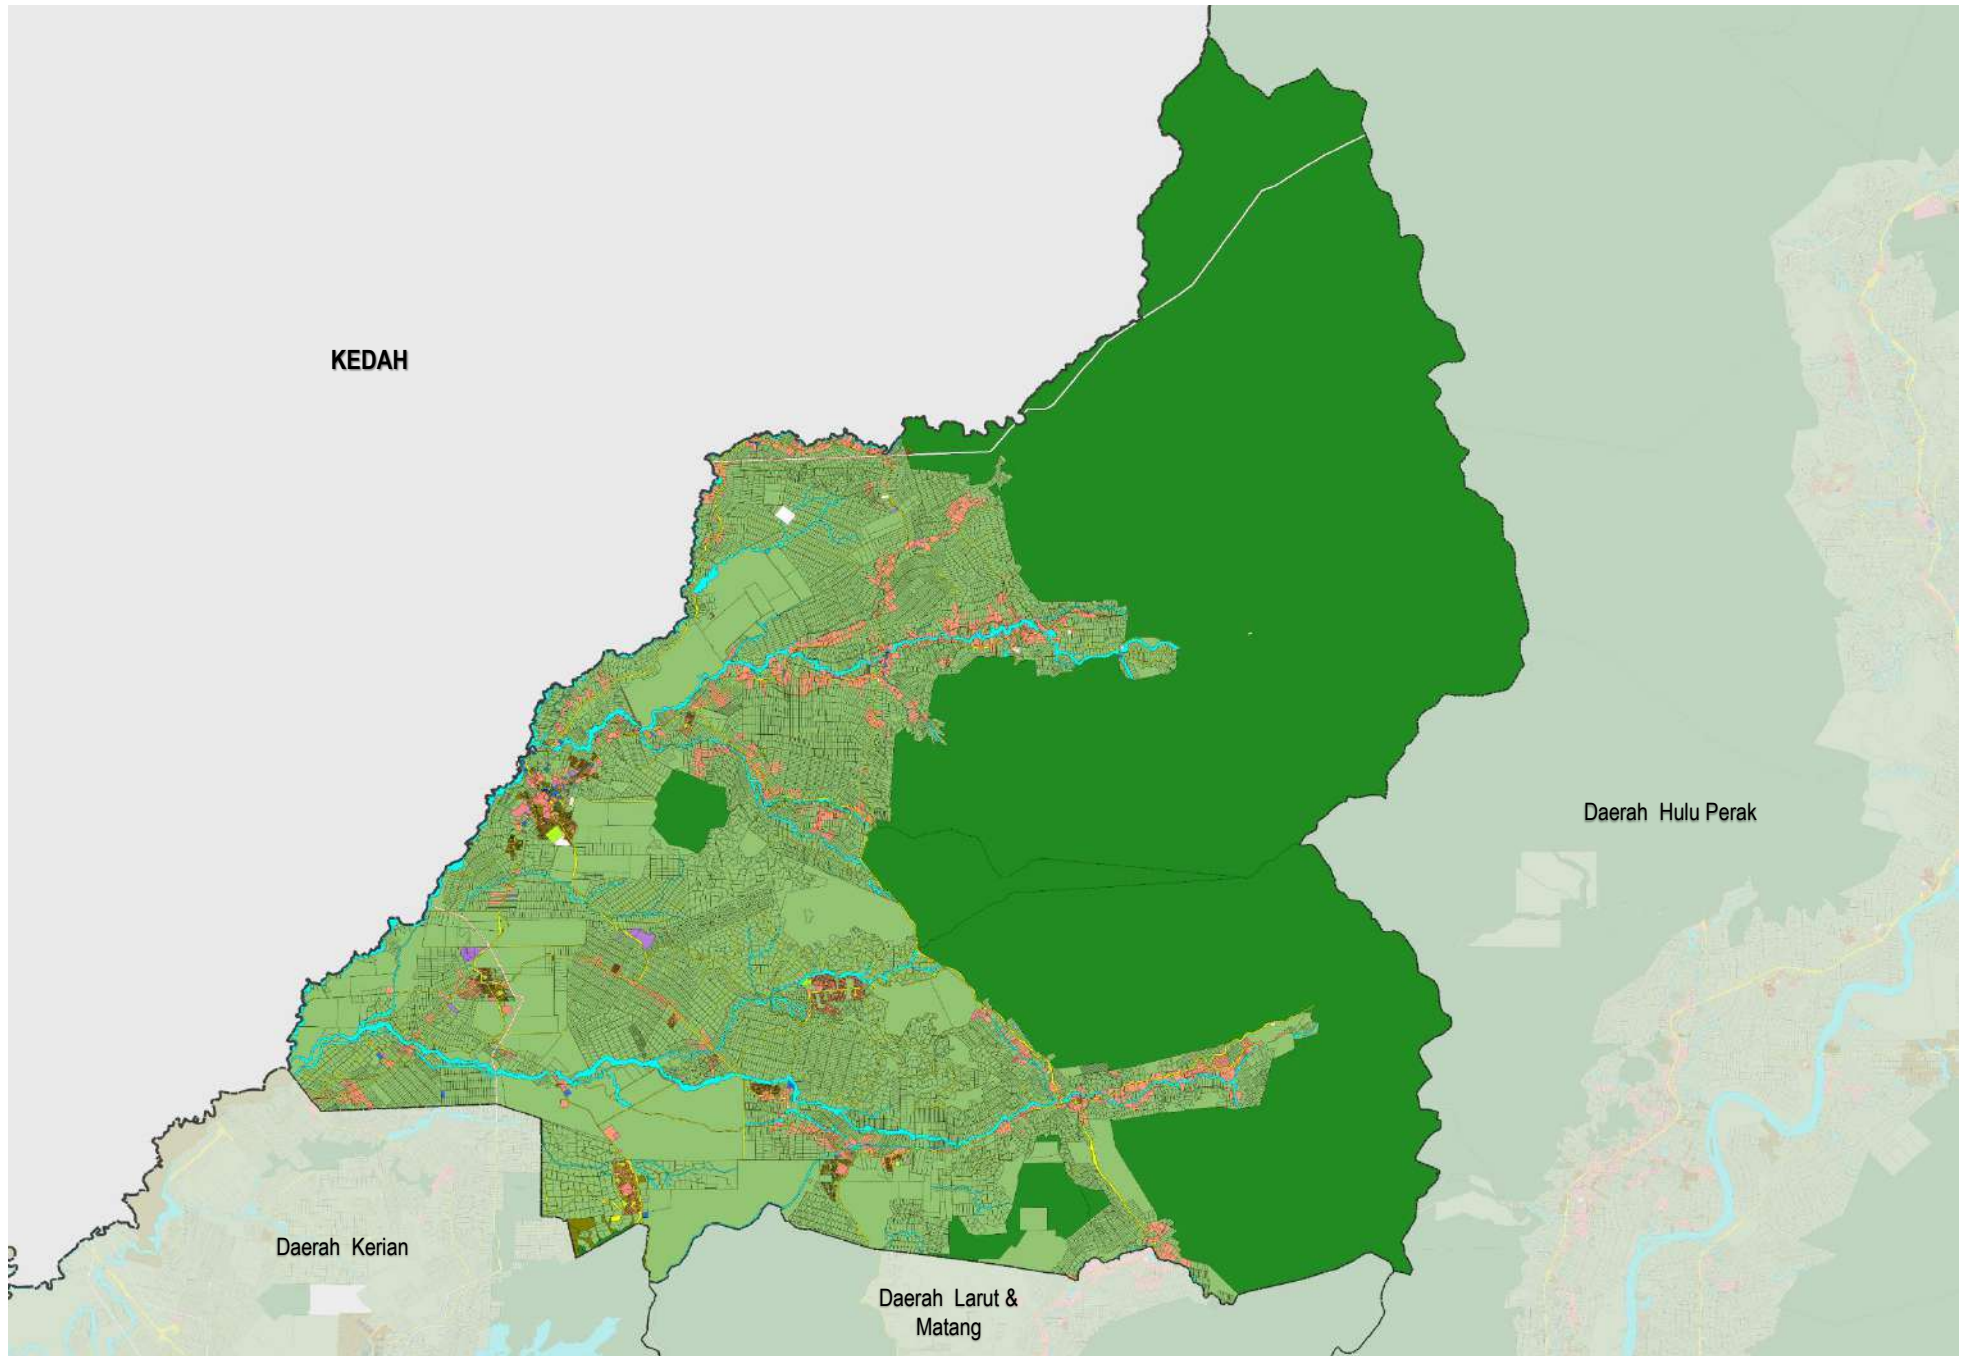 KEDAH
Daerah Hulu Perak
Daerah Kerian
Daerah Larut &
Matang